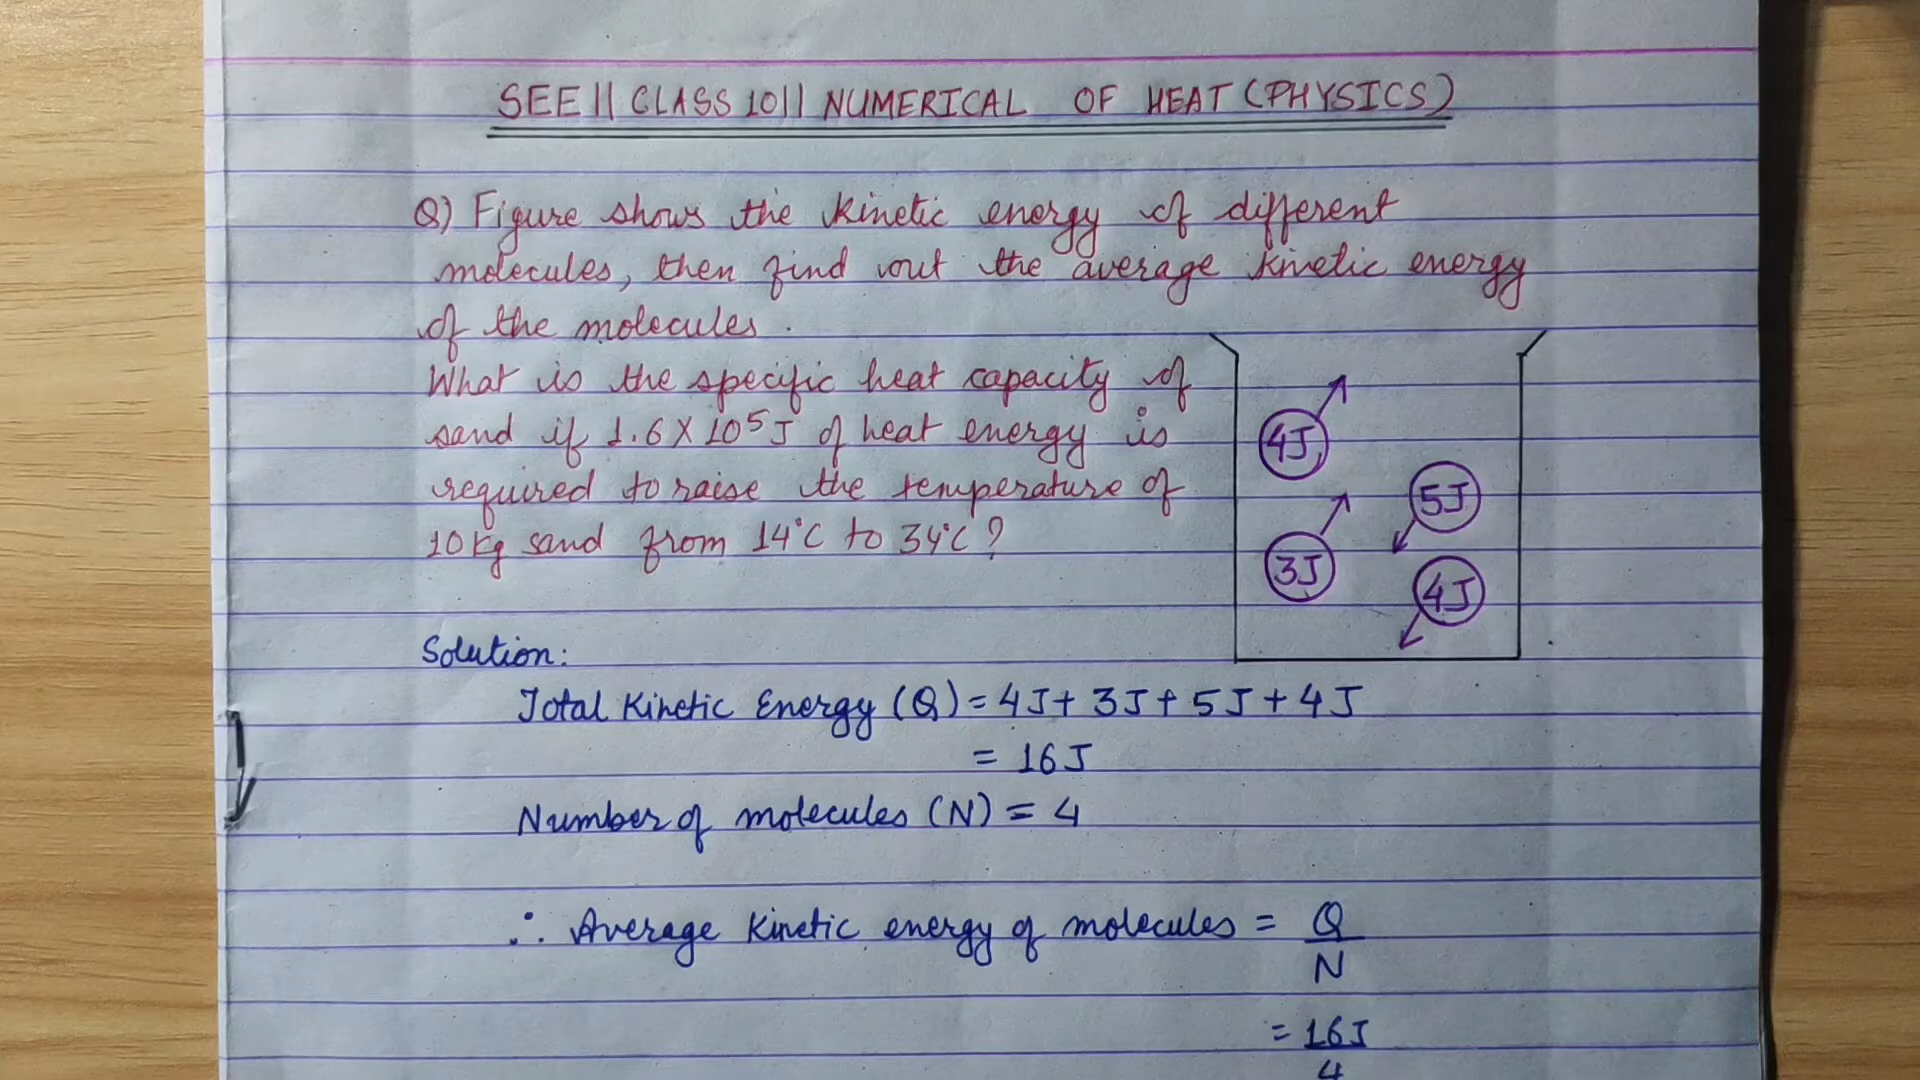 SEE || CLASS 10 || NUMERICAL OF HEAT (PHYSICS)
Q) Figure shows the kinetic energy of different
molecules, then find out the average kinetic energy
of the molecules.
What is the specific heat capacity of
sand if 1.6 X 10⁵J of heat energy is
required to raise the temperature of
10 kg sand from 14°C to 34°C?
4J
5J
3J
4J
Solution:
Total Kinetic Energy (Q) = 4J + 3J + 5J + 4J
= 16J
Number of molecules (N) = 4
∴ Average Kinetic energy of molecules = Q
N
= 16J
4